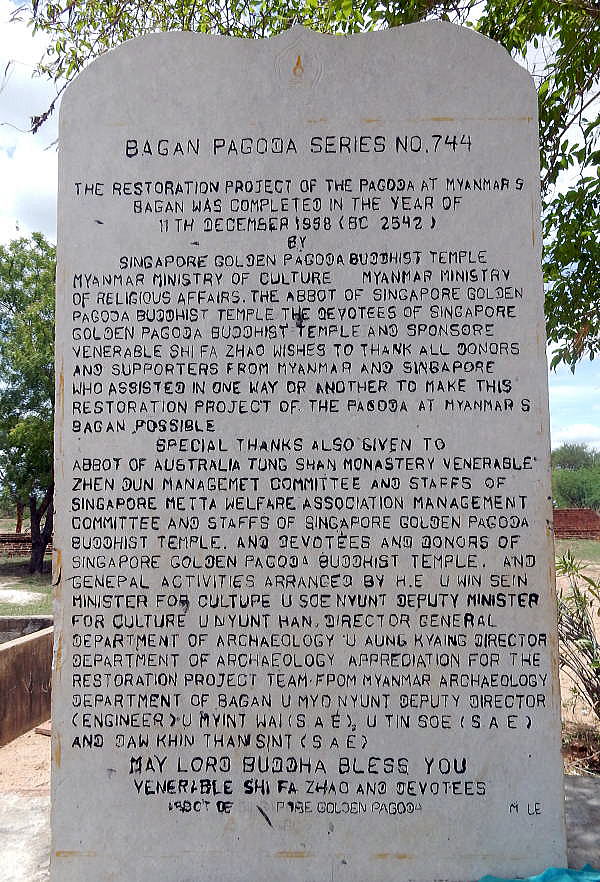 BAGAN PAGODA SERIES NO. 744
THE RESTORATION PROJECT OF THE PAGODA AT MYANMAR S
BAGAN WAS COMPLETED IN THE YEAR OF
11TH DECEMBER 1998 (BC 2542)
BY
SINGAPORE GOLDEN PAGODA BUDDHIST TEMPLE
MYANMAR MINISTRY OF CULTURE MYANMAR MINISTRY
OF RELIGIOUS AFFAIRS. THE ABBOT OF SINGAPORE GOLDEN
PAGODA BUDDHIST TEMPLE THE DEVOTEES OF SINGAPORE
GOLDEN PAGODA BUDDHIST TEMPLE AND SPONSORE
VENERABLE SHI FA ZHAO WISHES TO THANK ALL DONORS
AND SUPPORTERS FROM MYANMAR AND SINGAPORE
WHO ASSISTED IN ONE WAY OR ANOTHER TO MAKE THIS
RESTORATION PROJECT OF THE PAGODA AT MYANMAR S
BAGAN POSSIBLE
SPECIAL THANKS ALSO GIVEN TO
ABBOT OF AUSTRALIA TUNG SHAN MONASTERY VENERABLE
ZHEN DUN MANAGEMET COMMITTEE AND STAFFS OF
SINGAPORE METTA WELFARE ASSOCIATION MANAGEMENT
COMMITTEE AND STAFFS OF SINGAPORE GOLDEN PAGODA
BUDDHIST TEMPLE. AND DEVOTEES AND DONORS OF
SINGAPORE GOLDEN PAGODA BUDDHIST TEMPLE. AND
GENEPAL ACTIVITIES ARRANGED BY H.E U WIN SEIN
MINISTER FOR CULTURE U SOE NYUNT DEPUTY MINISTER
FOR CULTURE U NYUNT HAN. DIRECTOR GENERAL
DEPARTMENT OF ARCHAEOLOGY U AUNG KYAING DIRECTOR
DEPARTMENT OF ARCHAEOLOGY APPRECIATION FOR THE
RESTORATION PROJECT TEAM FPOM MYANMAR ARCHAEOLOGY
DEPARTMENT OF BAGAN U MYO NYUNT DEPUTY DIRECTOR
(ENGINEER) U MYINT WAI (S A E), U TIN SOE (S A E)
AND DAW KHIN THAN SINT (S A E)
MAY LORD BUDDHA BLESS YOU
VENERABLE SHI FA ZHAO AND DEVOTEES
ABBOT OF GOLDEN PAGODA